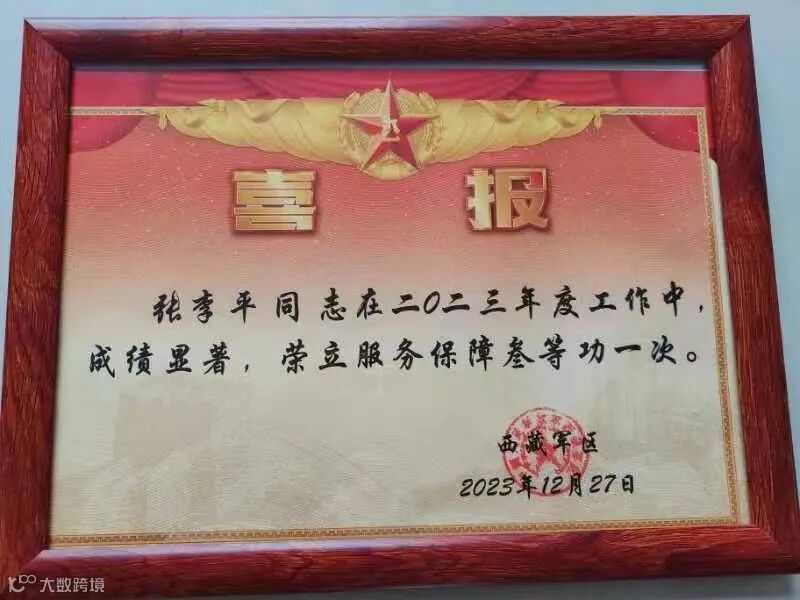 八一
喜报
张李平同志在二〇二三年度工作中,
成绩显著,荣立服务保障叁等功一次。
西藏军区
2023年12月27日
大数跨境